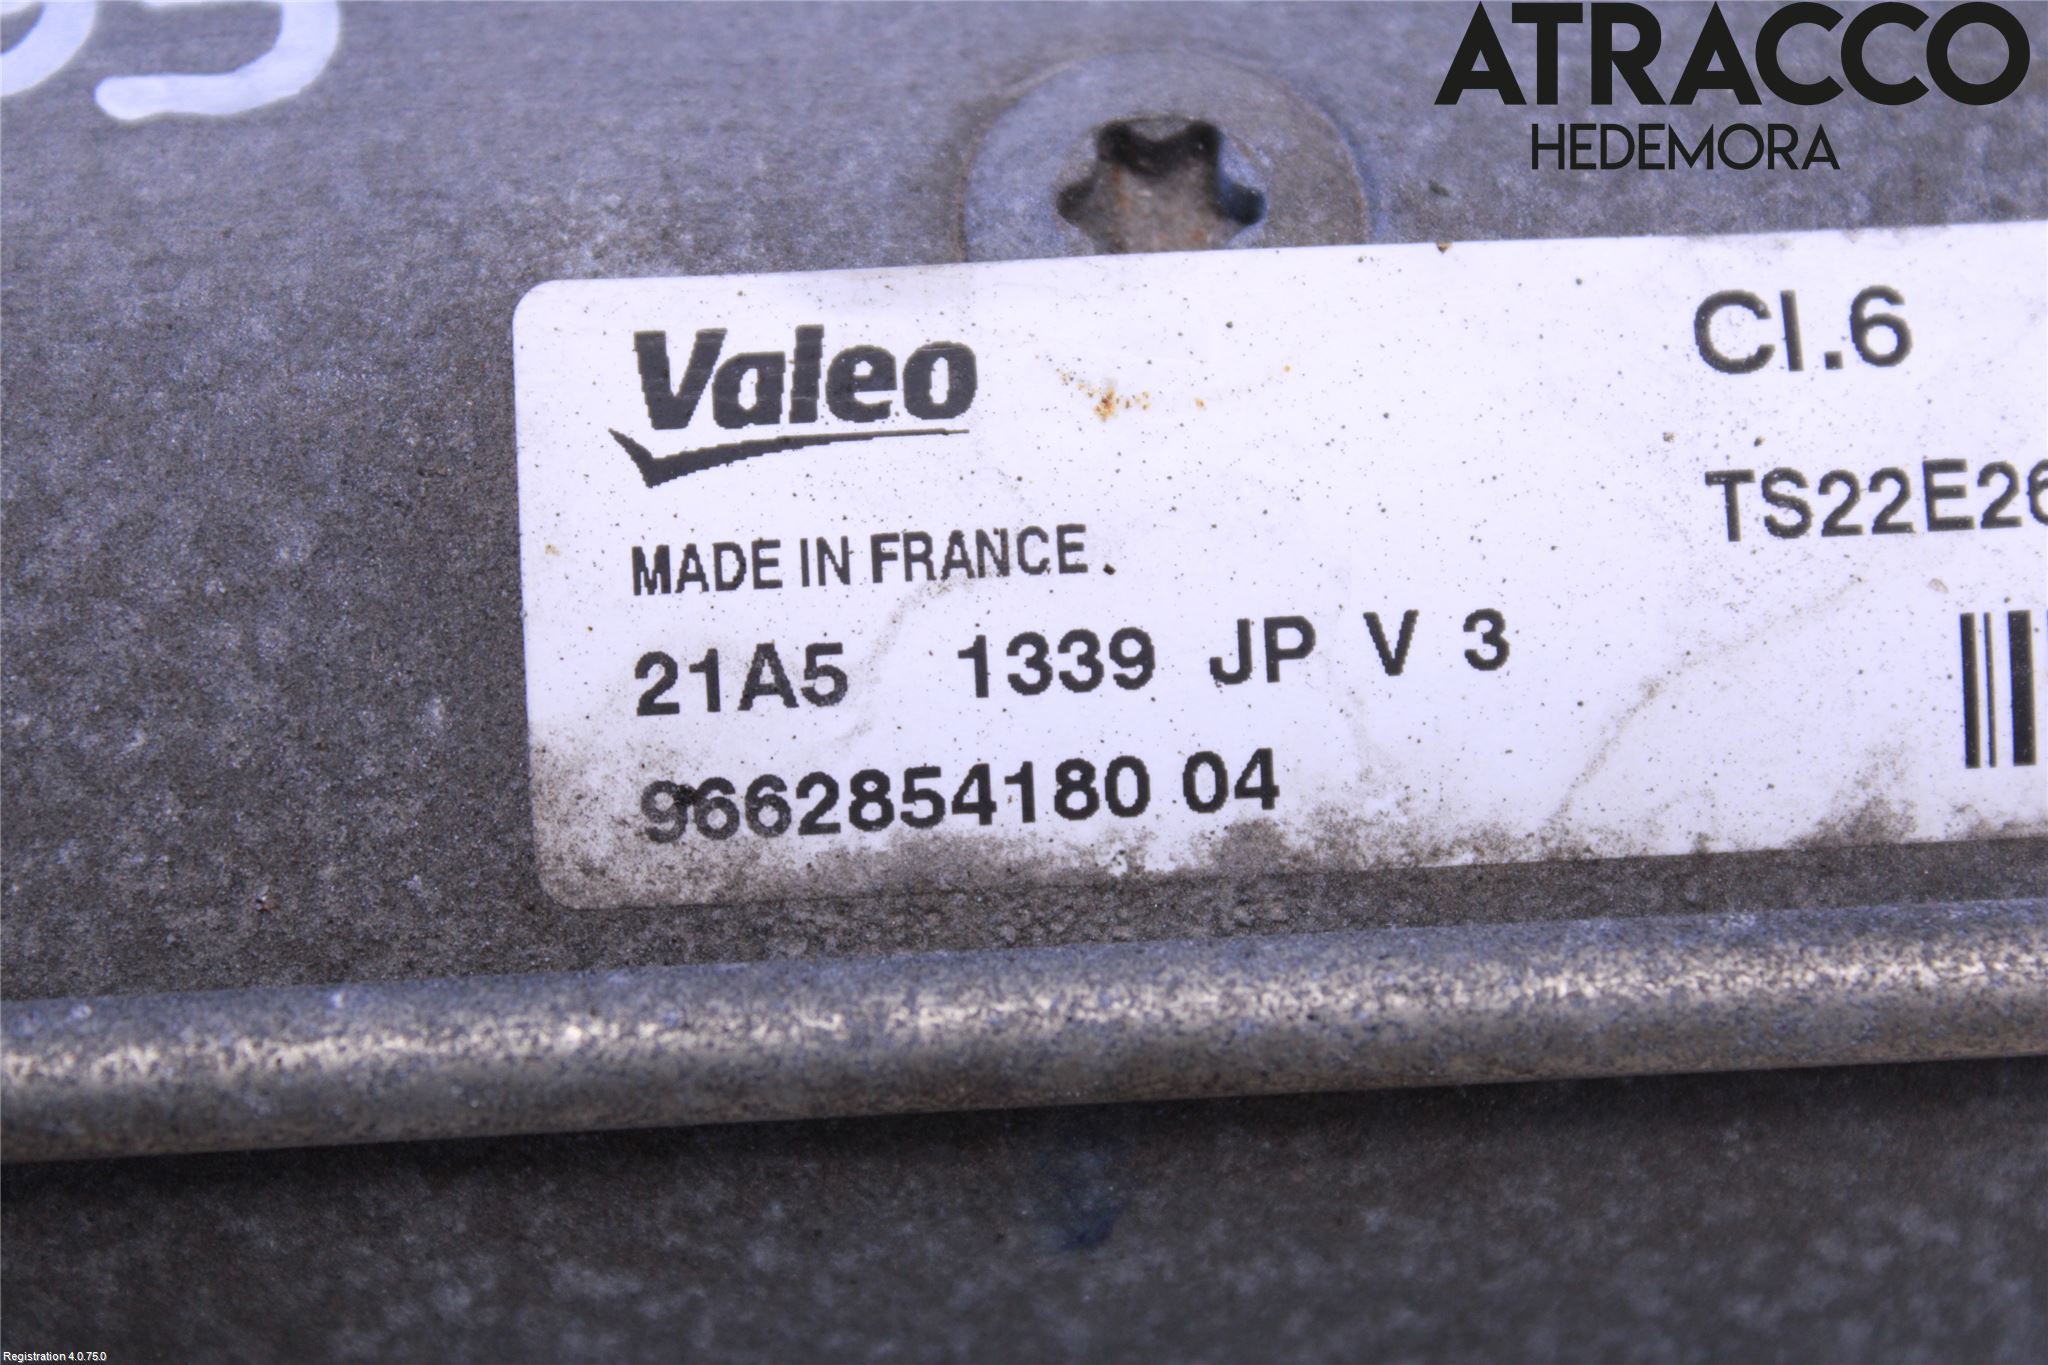 ATRACCO
HEDEMORA
Valeo
CI.6
MADE IN FRANCE
TS22E26
21A5 1339 JP V 3
9662854180 04
Registration 4.0.75.0